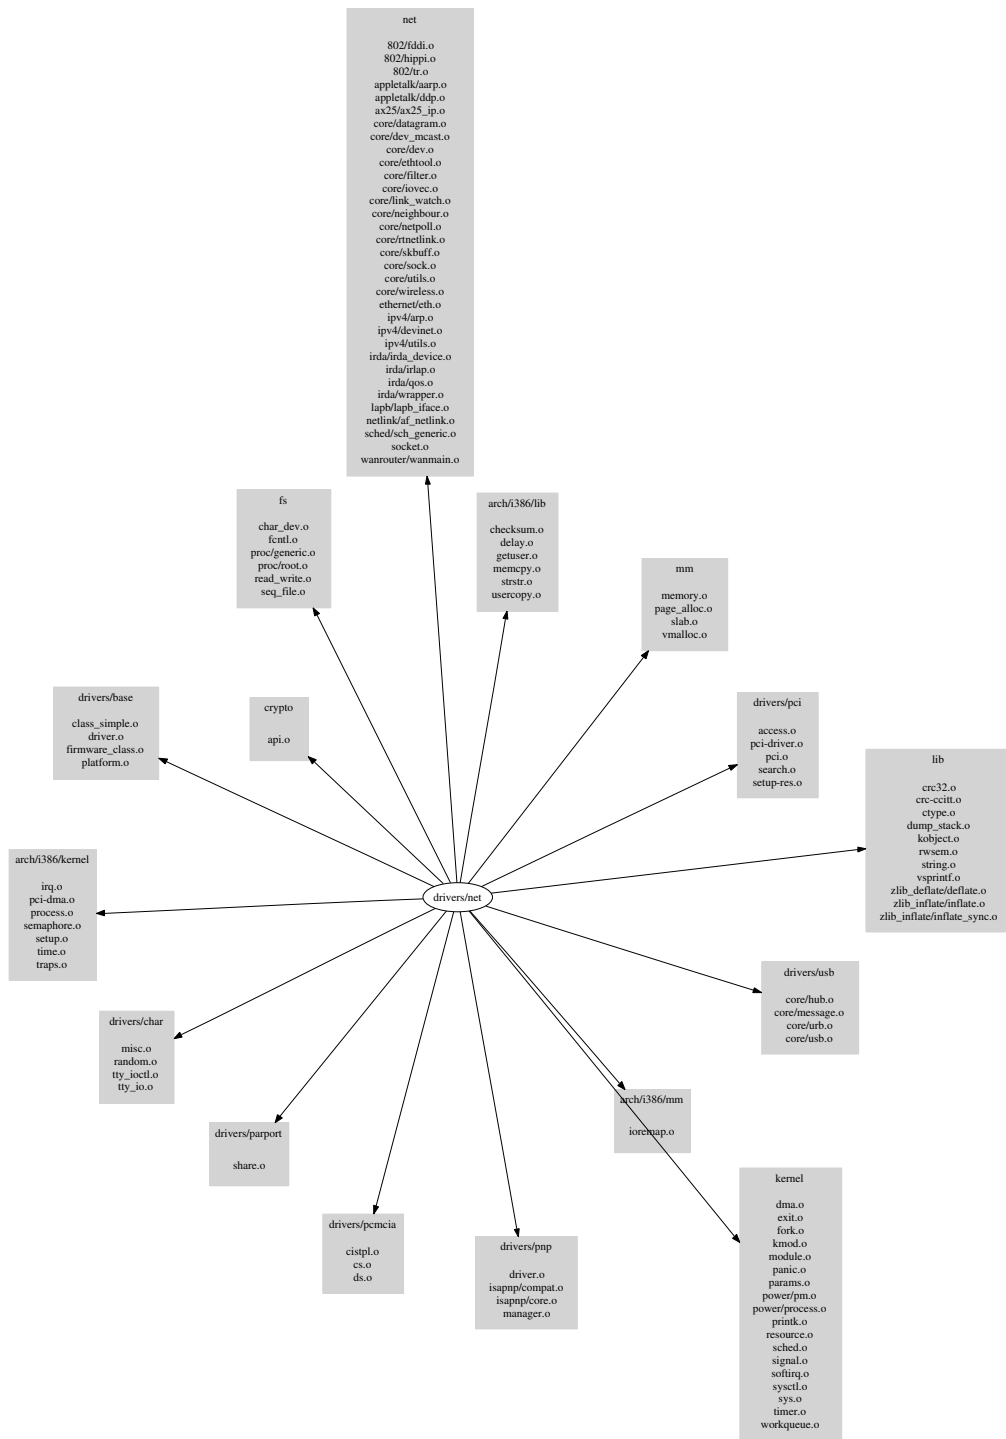 net
802/fddi.o
802/hippi.o
802/tr.o
appletalk/aarp.o
appletalk/ddp.o
ax25/ax25_ip.o
core/datagram.o
core/dev_mcast.o
core/dev.o
core/ethtool.o
core/filter.o
core/iovec.o
core/link_watch.o
core/neighbour.o
core/netpoll.o
core/rtnetlink.o
core/skbuff.o
core/sock.o
core/utils.o
core/wireless.o
ethernet/eth.o
ipv4/arp.o
ipv4/devinet.o
ipv4/utils.o
irda/irda_device.o
irda/irlap.o
irda/qos.o
irda/wrapper.o
lapb/lapb_iface.o
netlink/af_netlink.o
sched/sch_generic.o
socket.o
wanrouter/wanmain.o
fs
char_dev.o
fcntl.o
proc/generic.o
proc/root.o
read_write.o
seq_file.o
arch/i386/lib
checksum.o
delay.o
getuser.o
memcpy.o
strstr.o
usercopy.o
mm
memory.o
page_alloc.o
slab.o
vmalloc.o
drivers/base
class_simple.o
driver.o
firmware_class.o
platform.o
crypto
api.o
drivers/pci
access.o
pci-driver.o
pci.o
search.o
setup-res.o
lib
crc32.o
crc-ccitt.o
ctype.o
dump_stack.o
kobject.o
rwsem.o
string.o
vsprintf.o
zlib_deflate/deflate.o
zlib_inflate/inflate.o
zlib_inflate/inflate_sync.o
arch/i386/kernel
irq.o
pci-dma.o
process.o
semaphore.o
setup.o
time.o
traps.o
drivers/net
drivers/usb
core/hub.o
core/message.o
core/urb.o
core/usb.o
drivers/char
misc.o
random.o
tty_ioctl.o
tty_io.o
arch/i386/mm
ioremap.o
drivers/parport
share.o
kernel
dma.o
exit.o
fork.o
kmod.o
module.o
panic.o
params.o
power/pm.o
power/process.o
printk.o
resource.o
sched.o
signal.o
softirq.o
sysctl.o
sys.o
timer.o
workqueue.o
drivers/pcmcia
cistpl.o
cs.o
ds.o
drivers/pnp
driver.o
isapnp/compat.o
isapnp/core.o
manager.o